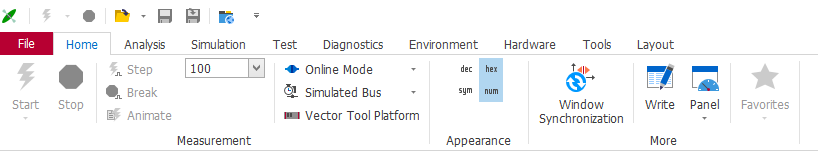 File Home Analysis Simulation Test Diagnostics Environment Hardware Tools Layout
Start
Stop
Step 100
Break
Animate
Online Mode
Simulated Bus
Vector Tool Platform
Measurement
dec hex
sym num
Appearance
Window
Synchronization
Write
Panel
Favorites
More